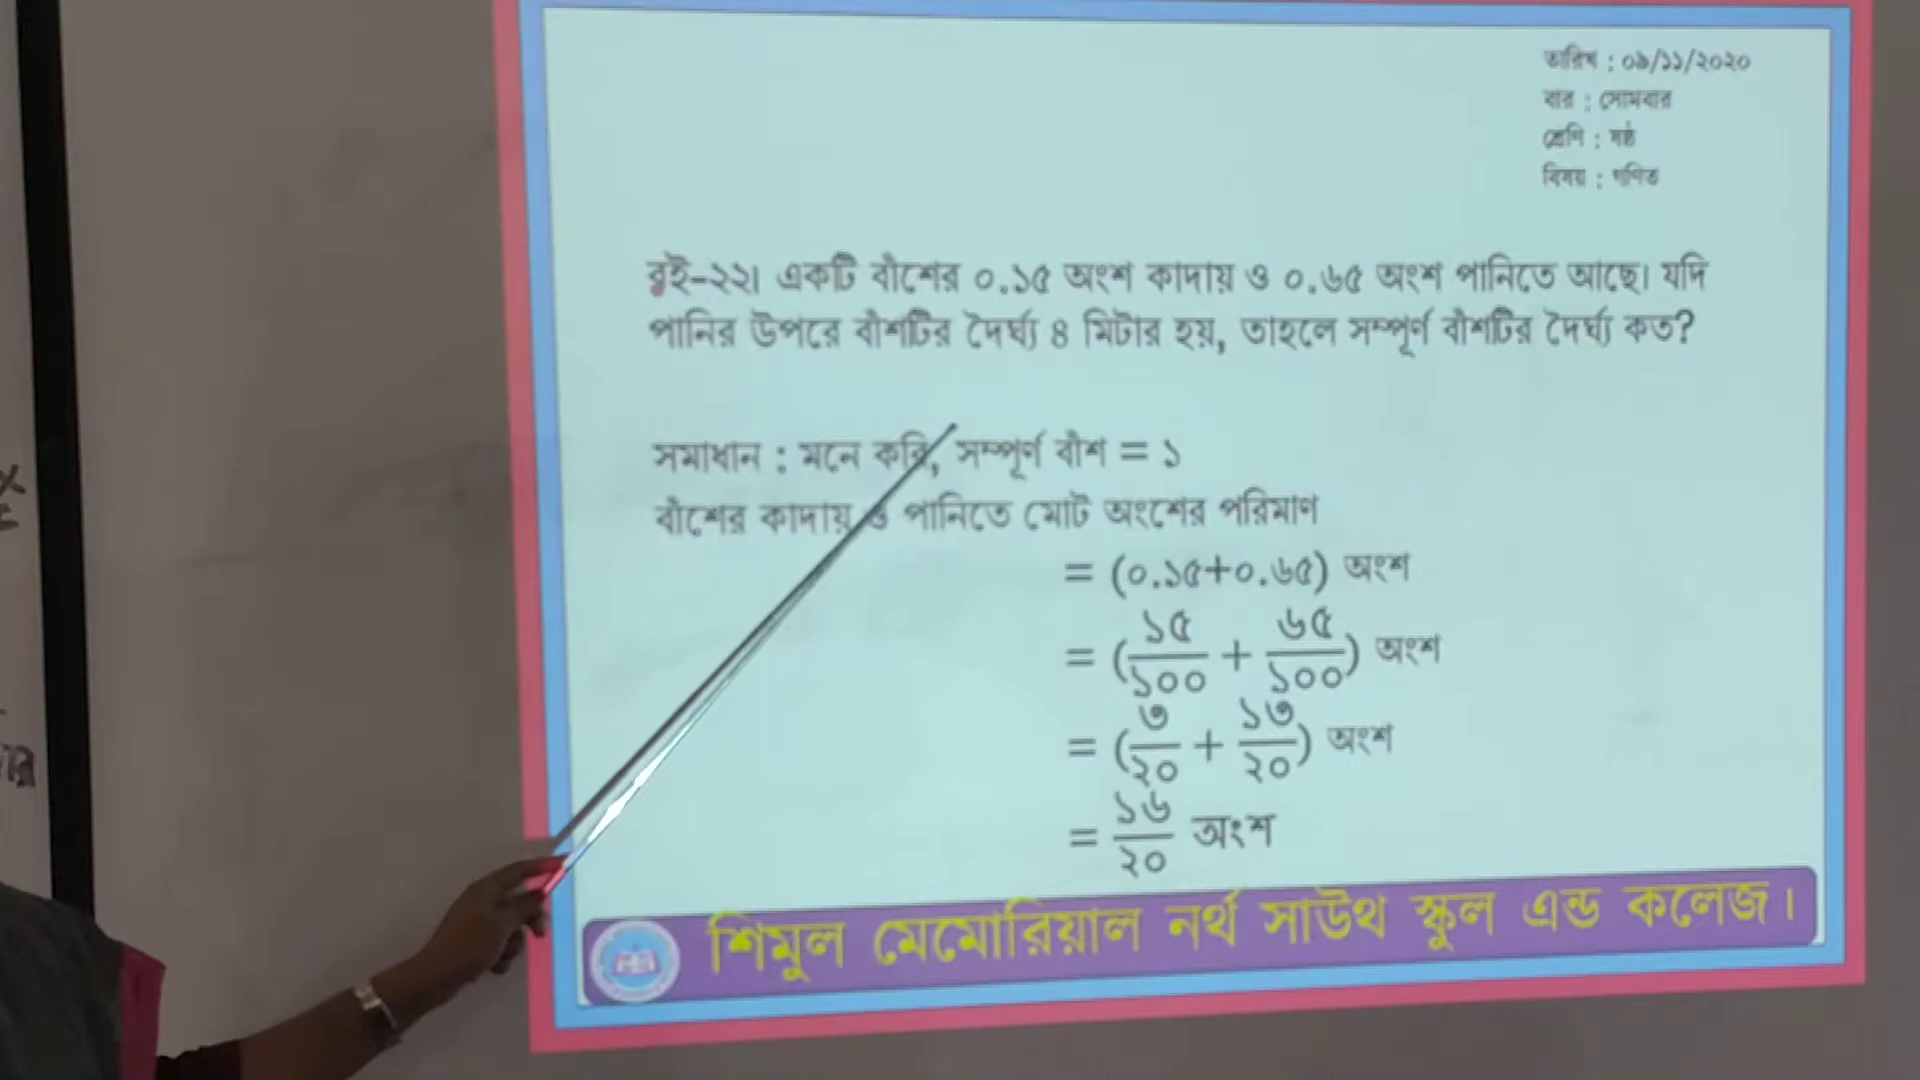 তারিখ : ০৯/১১/২০২০
বার : সোমবার
শ্রেণি : ষষ্ঠ
বিষয় : গণিত
বুই-২২। একটি বাঁশের ০.১৫ অংশ কাদায় ও ০.৬৫ অংশ পানিতে আছে। যদি
পানির উপরে বাঁশটির দৈর্ঘ্য ৪ মিটার হয়, তাহলে সম্পূর্ণ বাঁশটির দৈর্ঘ্য কত?
সমাধান : মনে করি, সম্পূর্ণ বাঁশ = ১
বাঁশের কাদায় ও পানিতে মোট অংশের পরিমাণ
= (০.১৫+০.৬৫) অংশ
= (১৫/১০০ + ৬৫/১০০) অংশ
= (৩/২০ + ১৩/২০) অংশ
= ১৬/২০ অংশ
শিমুল মেমোরিয়াল নর্থ সাউথ স্কুল এন্ড কলেজ।